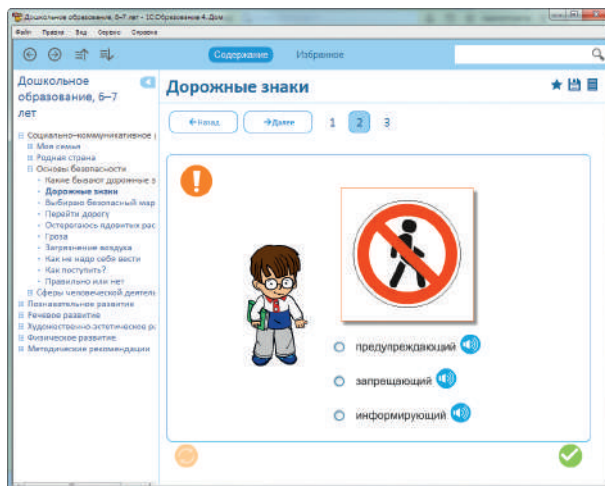 Дошкольное образование, 6–7 лет - 1С:Образование 4. Дом
Файл Правка Вид Сервис Справка
Содержание Избранное
Дошкольное
образование, 6–7
лет
Социально-коммуникативное р
Моя семья
Родная страна
Основы безопасности
Какие бывают дорожные з
Дорожные знаки
Выбираю безопасный мар
Перейти дорогу
Остерегаюсь ядовитых рас
Гроза
Загрязнение воздуха
Как не надо себя вести
Как поступить?
Правильно или нет
Сферы человеческой деятель
Познавательное развитие
Речевое развитие
Художественно-эстетическое ра
Физическое развитие
Методические рекомендации
Дорожные знаки
←Назад →Далее 1 2 3
предупреждающий
запрещающий
информирующий